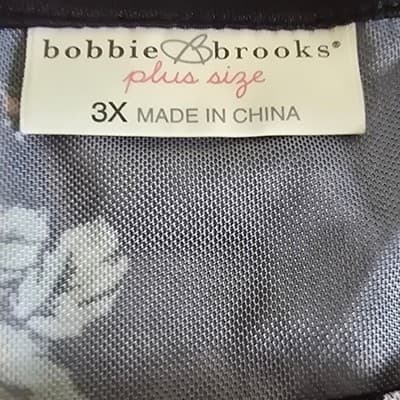 bobbie B brooks®
plus size
3X MADE IN CHINA